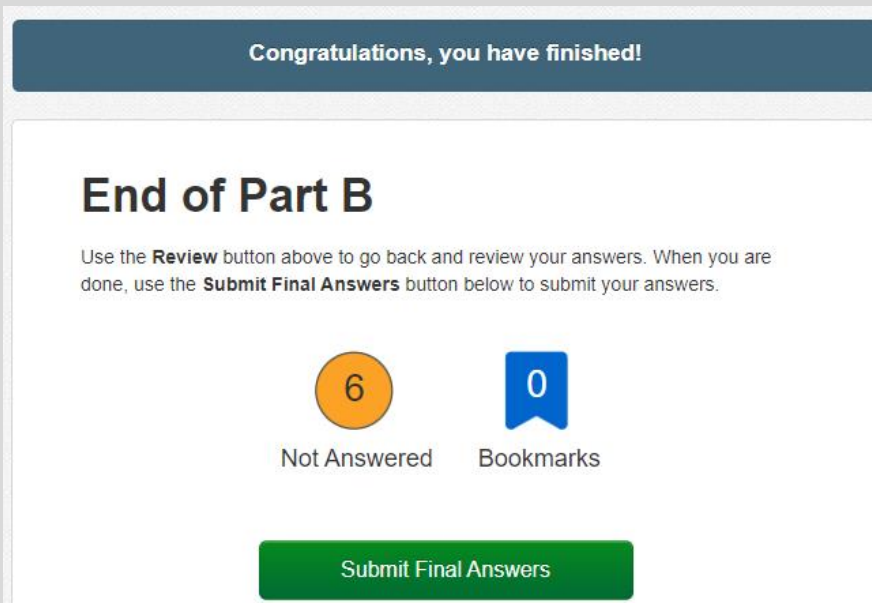 Congratulations, you have finished!
End of Part B
Use the Review button above to go back and review your answers. When you are
done, use the Submit Final Answers button below to submit your answers.
6 0
Not Answered Bookmarks
Submit Final Answers